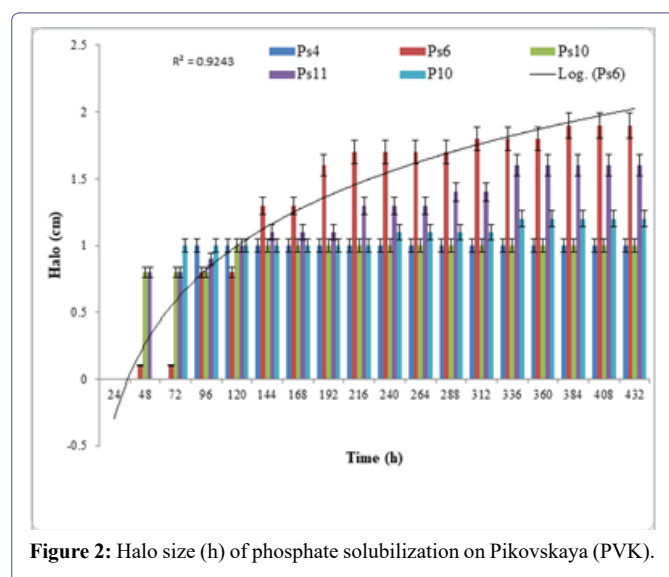 2.5
R² = 0.9243
Ps4 Ps6 Ps10
Ps11 P10 Log. (Ps6)
2
1.5
1
0.5
0
-0.5
Halo (cm)
24 48 72 96 120 144 168 192 216 240 264 288 312 336 360 384 408 432
Time (h)
Figure 2: Halo size (h) of phosphate solubilization on Pikovskaya (PVK).